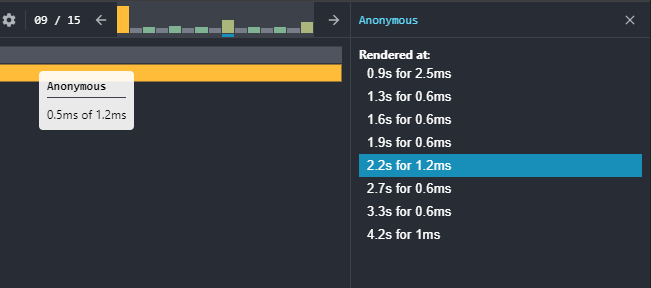 09 / 15
Anonymous
Rendered at:
0.9s for 2.5ms
1.3s for 0.6ms
1.6s for 0.6ms
1.9s for 0.6ms
2.2s for 1.2ms
2.7s for 0.6ms
3.3s for 0.6ms
4.2s for 1ms
Anonymous
0.5ms of 1.2ms